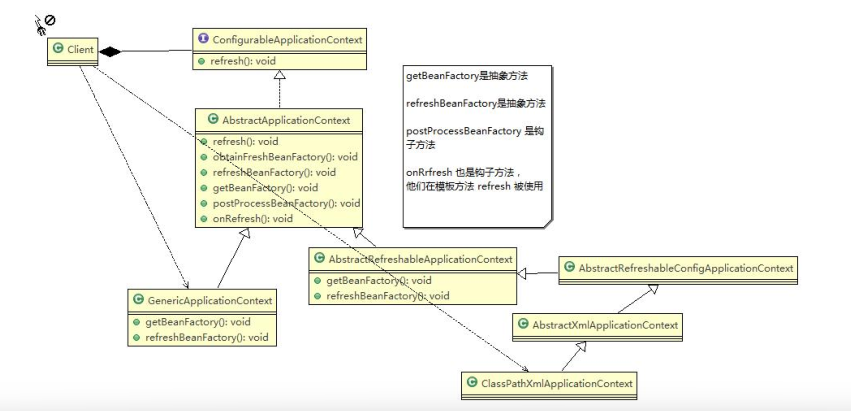 Client
ConfigurableApplicationContext
refresh(): void
AbstractApplicationContext
refresh(): void
obtainFreshBeanFactory(): void
refreshBeanFactory(): void
getBeanFactory(): void
postProcessBeanFactory(): void
onRefresh(): void
getBeanFactory是抽象方法
refreshBeanFactory是抽象方法
postProcessBeanFactory 是钩
子方法
onRrfresh 也是钩子方法，
他们在模板方法 refresh 被使用
AbstractRefreshableApplicationContext
getBeanFactory(): void
refreshBeanFactory(): void
AbstractRefreshableConfigApplicationContext
GenericApplicationContext
getBeanFactory(): void
refreshBeanFactory(): void
AbstractXmlApplicationContext
ClassPathXmlApplicationContext